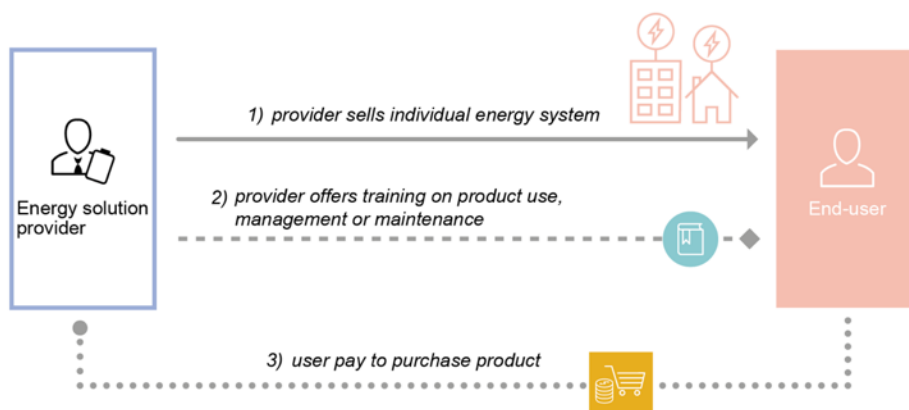 1) provider sells individual energy system
2) provider offers training on product use,
management or maintenance
Energy solution
provider
End-user
3) user pay to purchase product